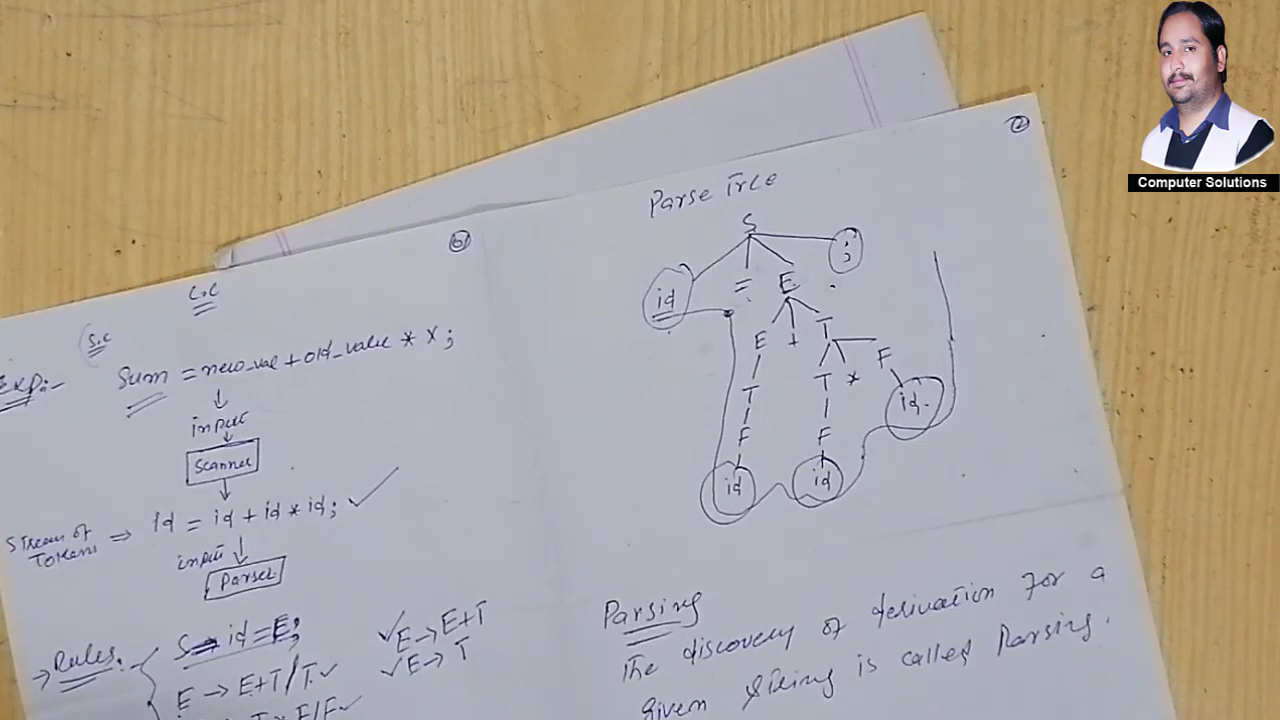 C.C
S.C
Exp:- Sum = new_val + old_value * x;
input
Scanner
Stream of Tokens ⇒ id = id + id * id;
input
Parser
→ Rules:
S → id = E;
E → E+T/T
E → E+T
E → T
6
2
Parse Tree
S
id = E ;
E + T
T T * F
F F id
id id
Parsing
The discovery of derivation for a
given string is called Parsing.
Computer Solutions